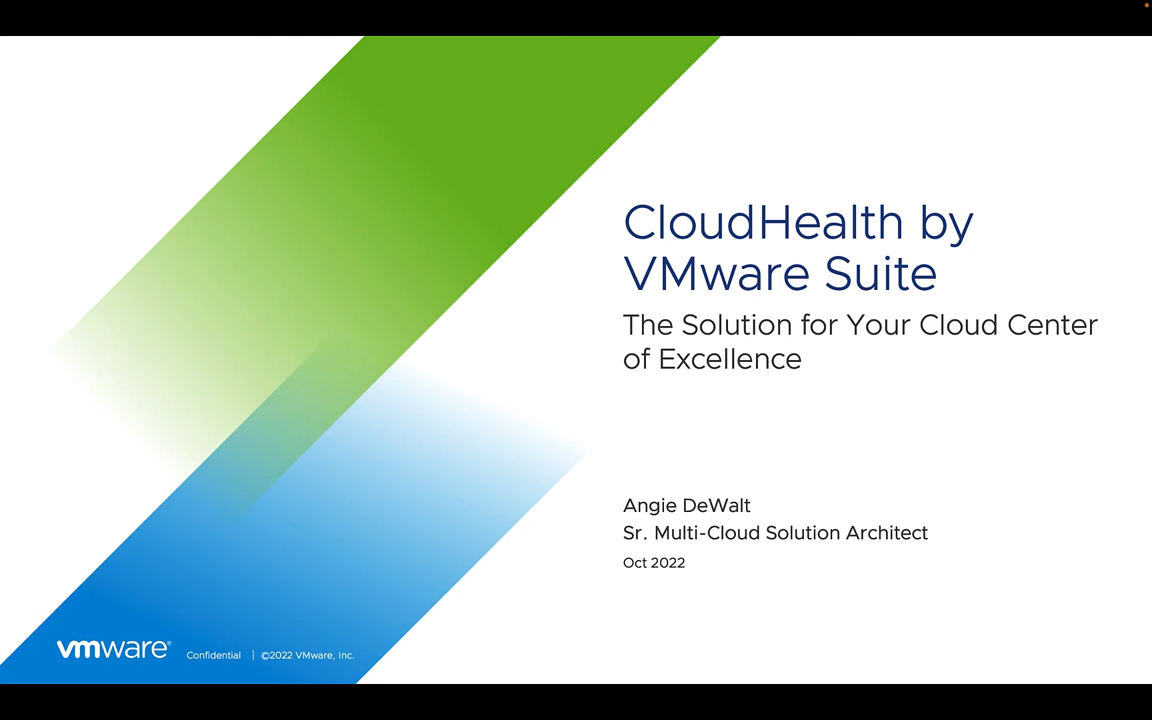 CloudHealth by
VMware Suite
The Solution for Your Cloud Center
of Excellence
Angie DeWalt
Sr. Multi-Cloud Solution Architect
Oct 2022
vmware® Confidential | ©2022 VMware, Inc.